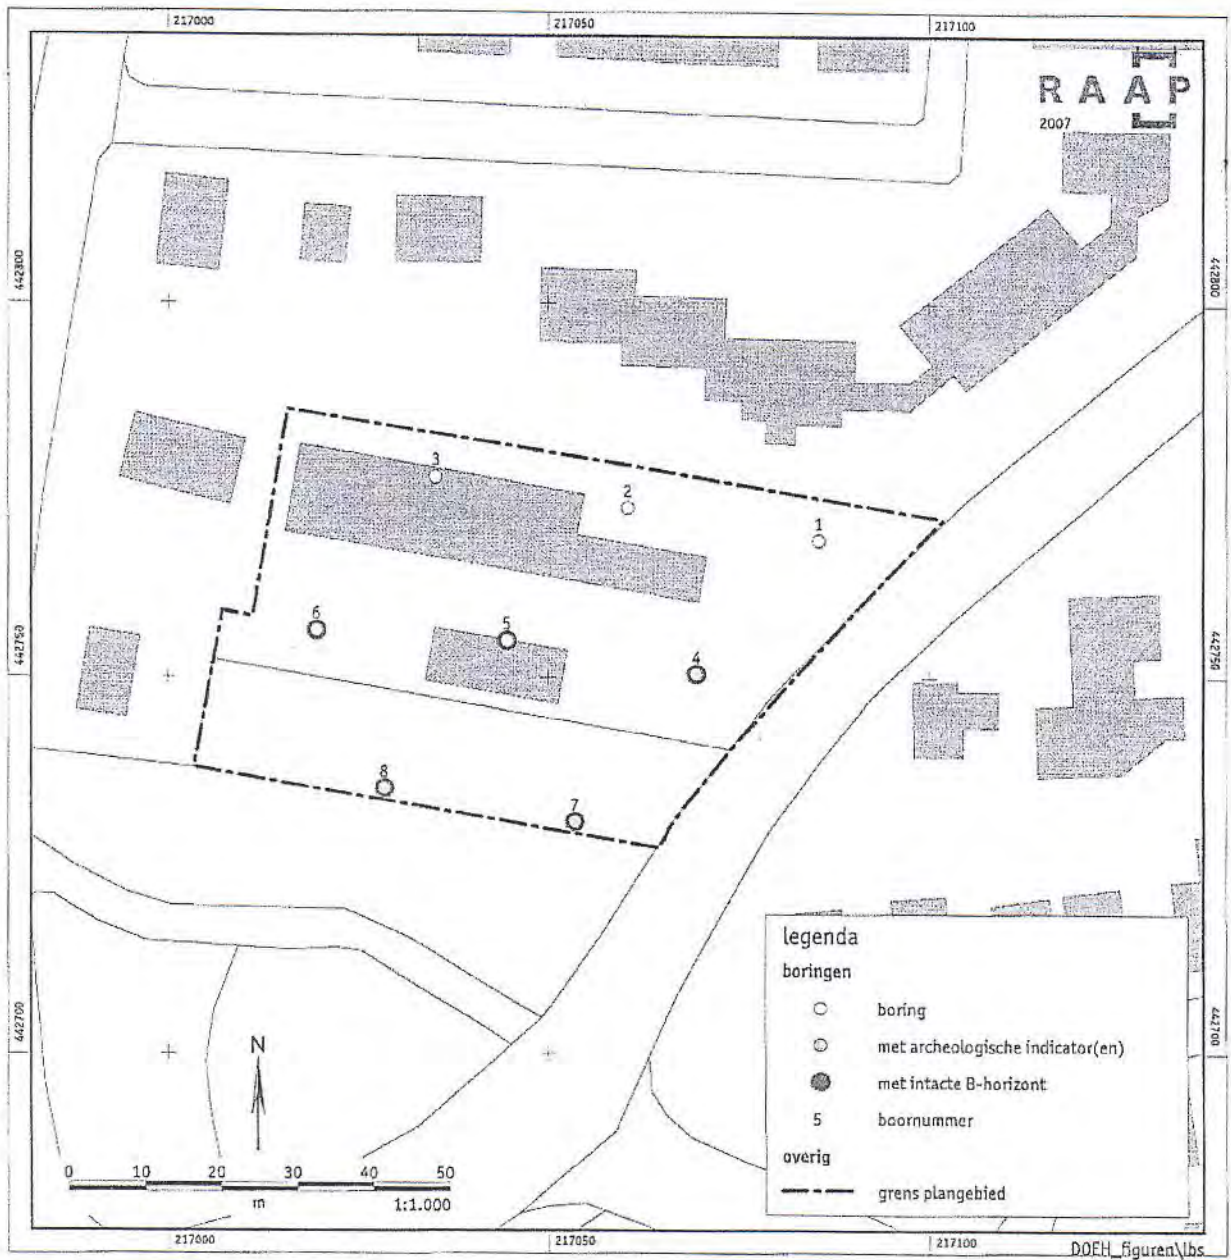 217000
217050
217100
RAAP
2007
442800
442800
3
2
1
6
5
4
442750
442750
8
7
legenda
boringen
boring
met archeologische indicator(en)
met intacte B-horizont
5 boornummer
overig
grens plangebied
442700
442700
N
0 10 20 30 40 50
m 1:1.000
217000
217050
217100
DOEH_figuren\lbs